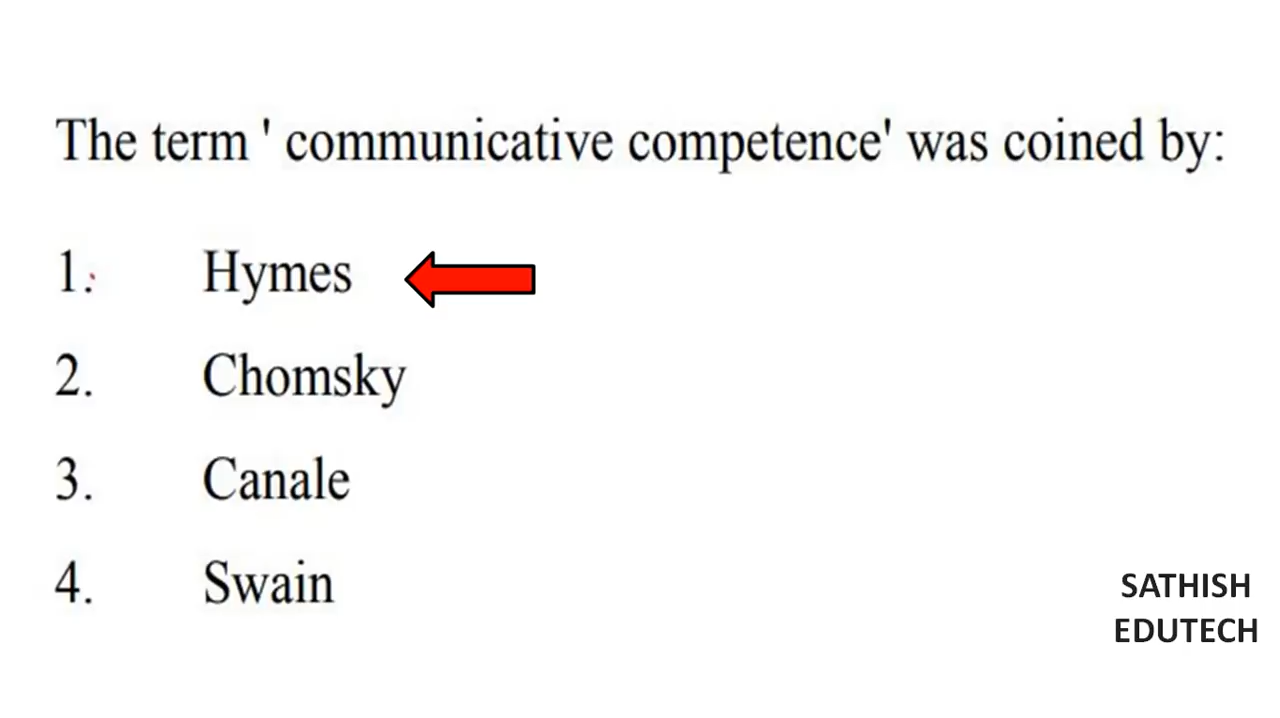 The term ' communicative competence' was coined by:
1. Hymes
2. Chomsky
3. Canale
4. Swain
SATHISH
EDUTECH